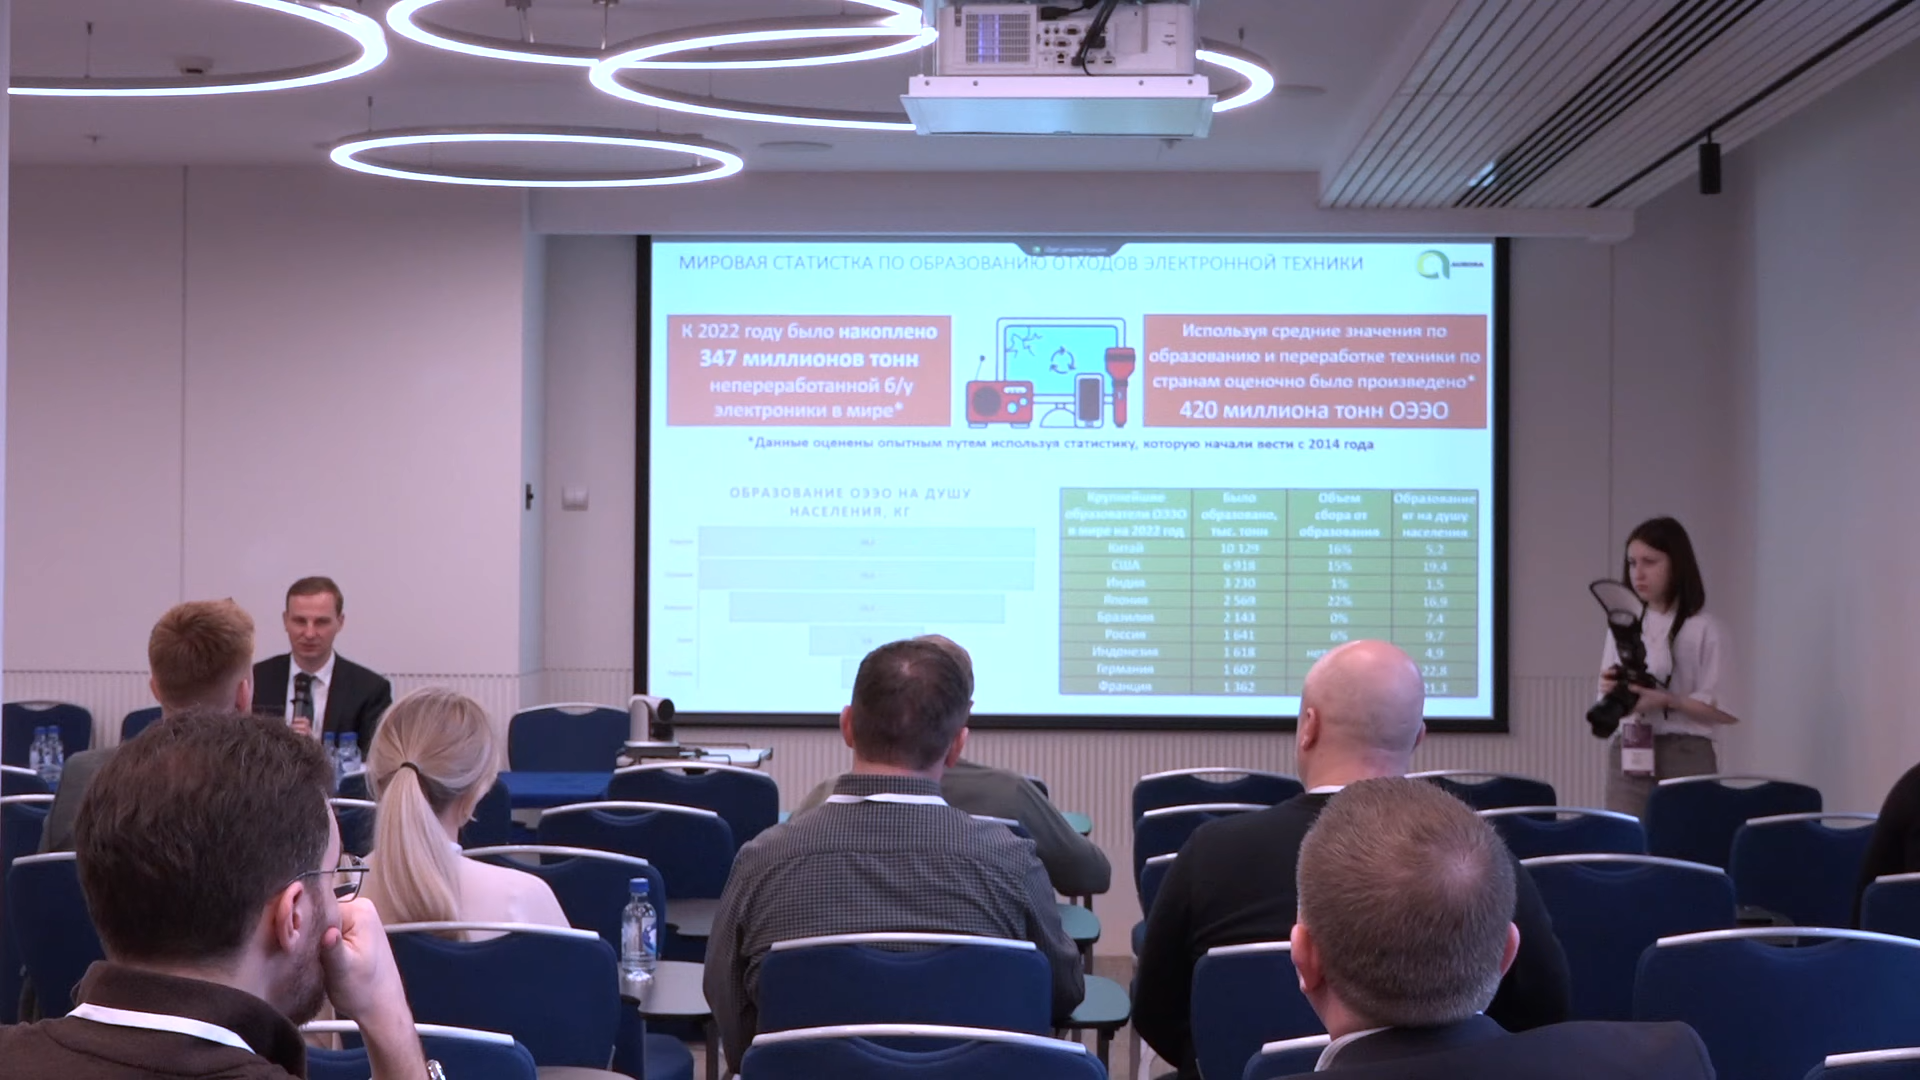 МИРОВАЯ СТАТИСТКА ПО ОБРАЗОВАНИЮ ОТХОДОВ ЭЛЕКТРОННОЙ ТЕХНИКИ
AURORA
К 2022 году было накоплено
347 миллионов тонн
непереработанной б/у
электроники в мире*
Используя средние значения по
образованию и переработке техники по
странам оценочно было произведено*
420 миллиона тонн ОЭЭО
*Данные оценены опытным путем используя статистику, которую начали вести с 2014 года
ОБРАЗОВАНИЕ ОЭЭО НА ДУШУ
НАСЕЛЕНИЯ, КГ
Крупнейшие Было Объем Образование
образователи ОЭЭО образовано, сбора от кг на душу
в мире на 2022 год тыс. тонн образования населения
Китай 10 129 16% 5,2
США 6 918 15% 19,4
Индия 3 230 1% 1,5
Япония 2 569 22% 16,9
Бразилия 2 143 0% 7,4
Россия 1 641 6% 9,7
Индонезия 1 618 4,9
Германия 1 607 22,8
Франция 1 362 21,3